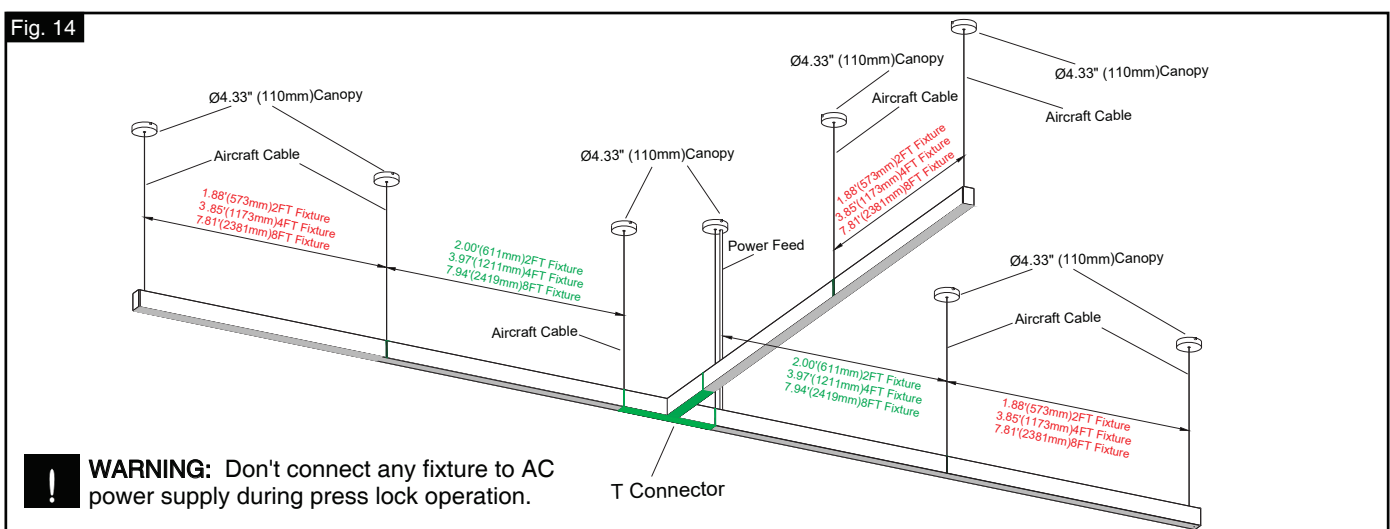 Fig. 14
Ø4.33" (110mm)Canopy
Ø4.33" (110mm)Canopy
Aircraft Cable
Aircraft Cable
Ø4.33" (110mm)Canopy
Aircraft Cable
1.88'(573mm)2FT Fixture
3.85'(1173mm)4FT Fixture
7.81'(2381mm)8FT Fixture
Ø4.33" (110mm)Canopy
1.88'(573mm)2FT Fixture
3.85'(1173mm)4FT Fixture
7.81'(2381mm)8FT Fixture
2.00'(611mm)2FT Fixture
3.97'(1211mm)4FT Fixture
7.94'(2419mm)8FT Fixture
Power Feed
Ø4.33" (110mm)Canopy
Aircraft Cable
Aircraft Cable
2.00'(611mm)2FT Fixture
3.97'(1211mm)4FT Fixture
7.94'(2419mm)8FT Fixture
1.88'(573mm)2FT Fixture
3.85'(1173mm)4FT Fixture
7.81'(2381mm)8FT Fixture
! WARNING: Don't connect any fixture to AC
power supply during press lock operation.
T Connector